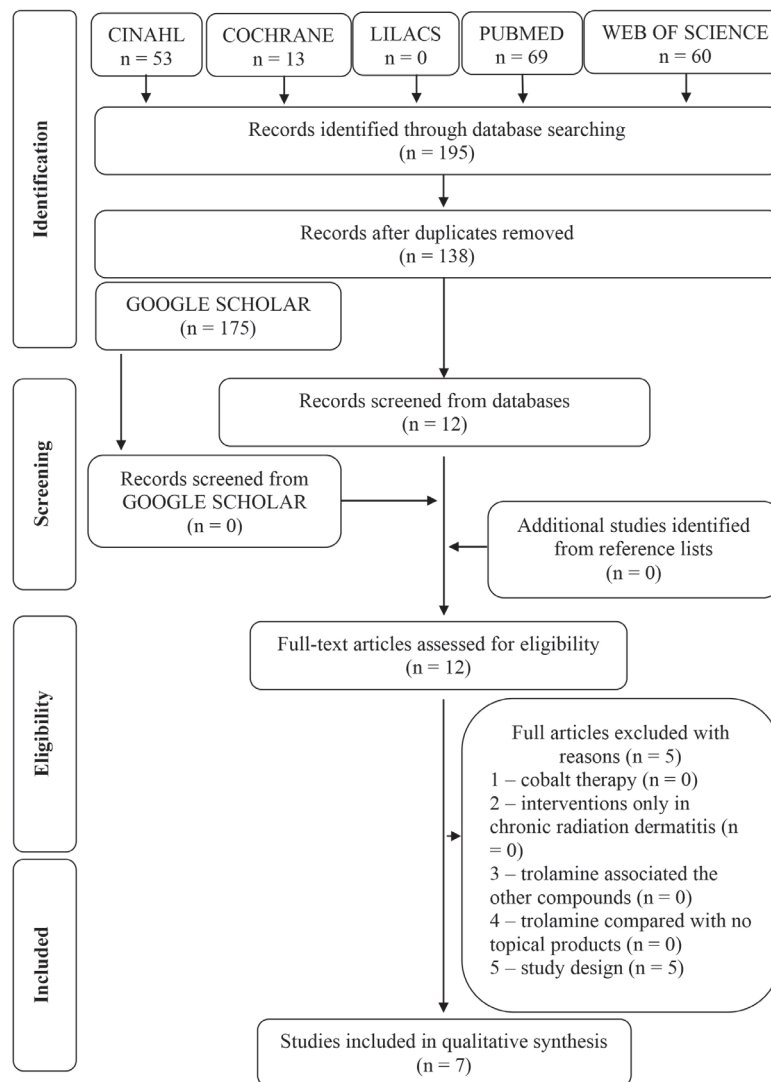 CINAHL
n = 53
COCHRANE
n = 13
LILACS
n = 0
PUBMED
n = 69
WEB OF SCIENCE
n = 60
Identification
Records identified through database searching
(n = 195)
Records after duplicates removed
(n = 138)
GOOGLE SCHOLAR
(n = 175)
Screening
Records screened from databases
(n = 12)
Records screened from
GOOGLE SCHOLAR
(n = 0)
Additional studies identified
from reference lists
(n = 0)
Eligibility
Full-text articles assessed for eligibility
(n = 12)
Full articles excluded with
reasons (n = 5)
1 – cobalt therapy (n = 0)
2 – interventions only in
chronic radiation dermatitis (n
= 0)
3 – trolamine associated the
other compounds (n = 0)
4 – trolamine compared with no
topical products (n = 0)
5 – study design (n = 5)
Included
Studies included in qualitative synthesis
(n = 7)